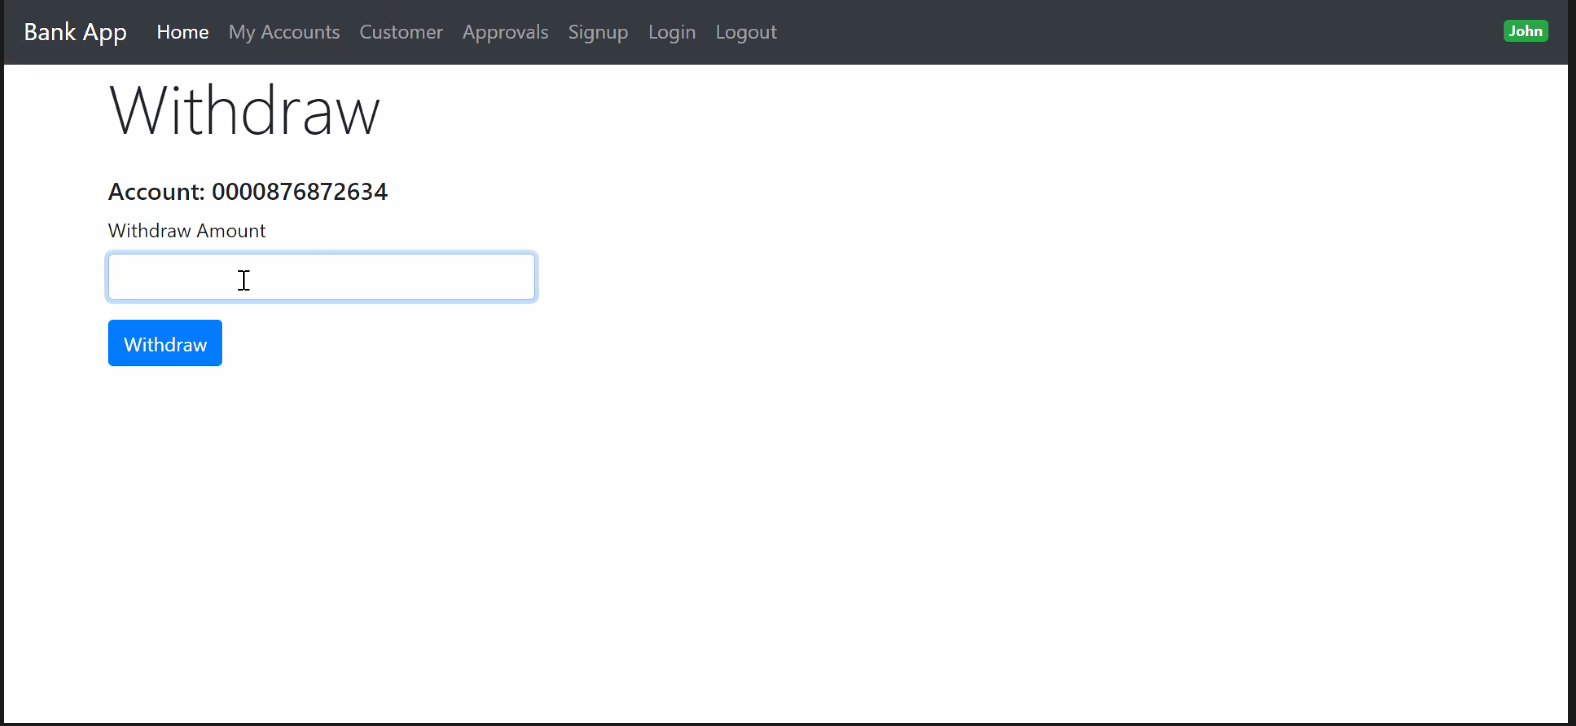 Bank App Home My Accounts Customer Approvals Signup Login Logout John
Withdraw
Account: 0000876872634
Withdraw Amount
Withdraw